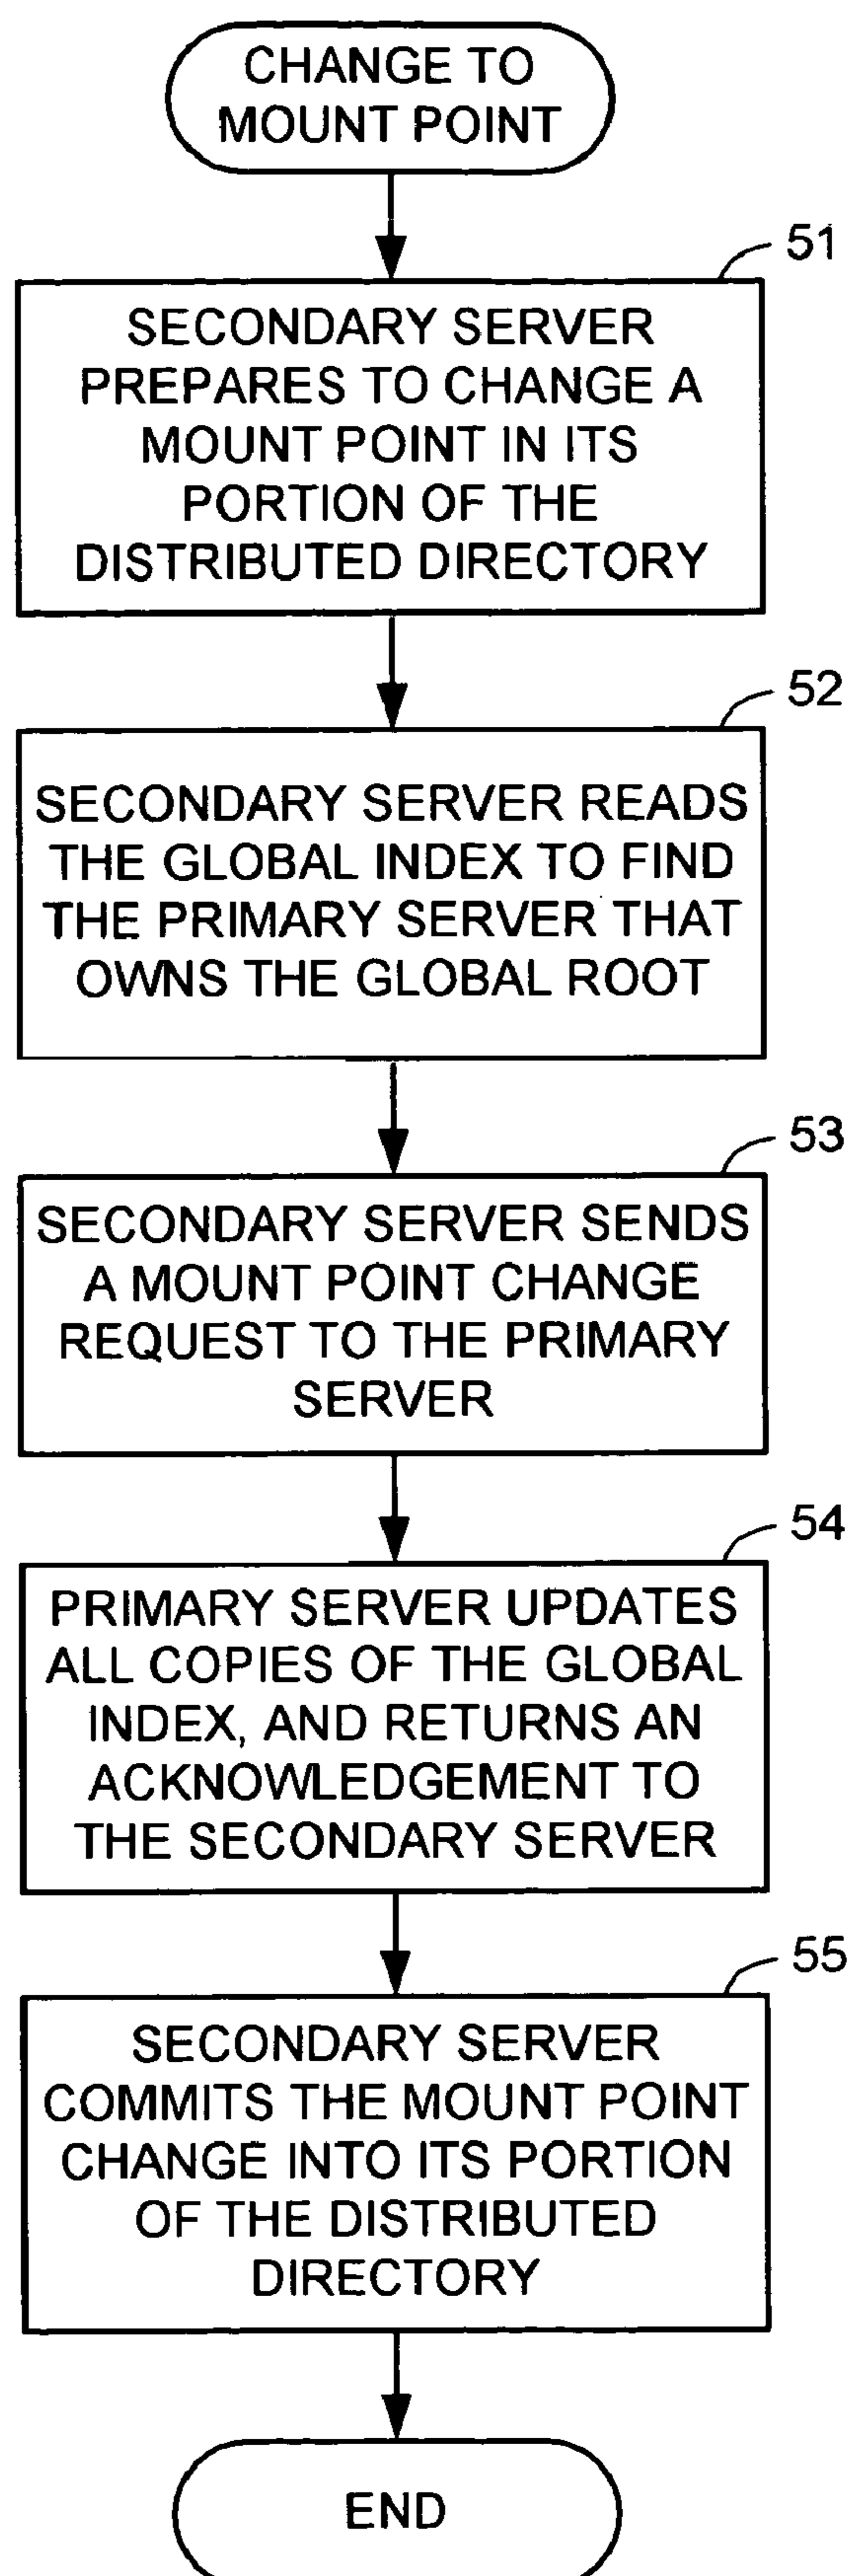 CHANGE TO
MOUNT POINT
51
SECONDARY SERVER
PREPARES TO CHANGE A
MOUNT POINT IN ITS
PORTION OF THE
DISTRIBUTED DIRECTORY
52
SECONDARY SERVER READS
THE GLOBAL INDEX TO FIND
THE PRIMARY SERVER THAT
OWNS THE GLOBAL ROOT
53
SECONDARY SERVER SENDS
A MOUNT POINT CHANGE
REQUEST TO THE PRIMARY
SERVER
54
PRIMARY SERVER UPDATES
ALL COPIES OF THE GLOBAL
INDEX, AND RETURNS AN
ACKNOWLEDGEMENT TO
THE SECONDARY SERVER
55
SECONDARY SERVER
COMMITS THE MOUNT POINT
CHANGE INTO ITS PORTION
OF THE DISTRIBUTED
DIRECTORY
END